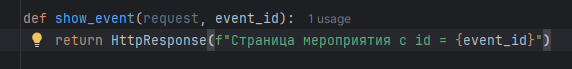 def show_event(request, event_id):  1 usage
    return HttpResponse(f"Страница мероприятия с id = {event_id}")